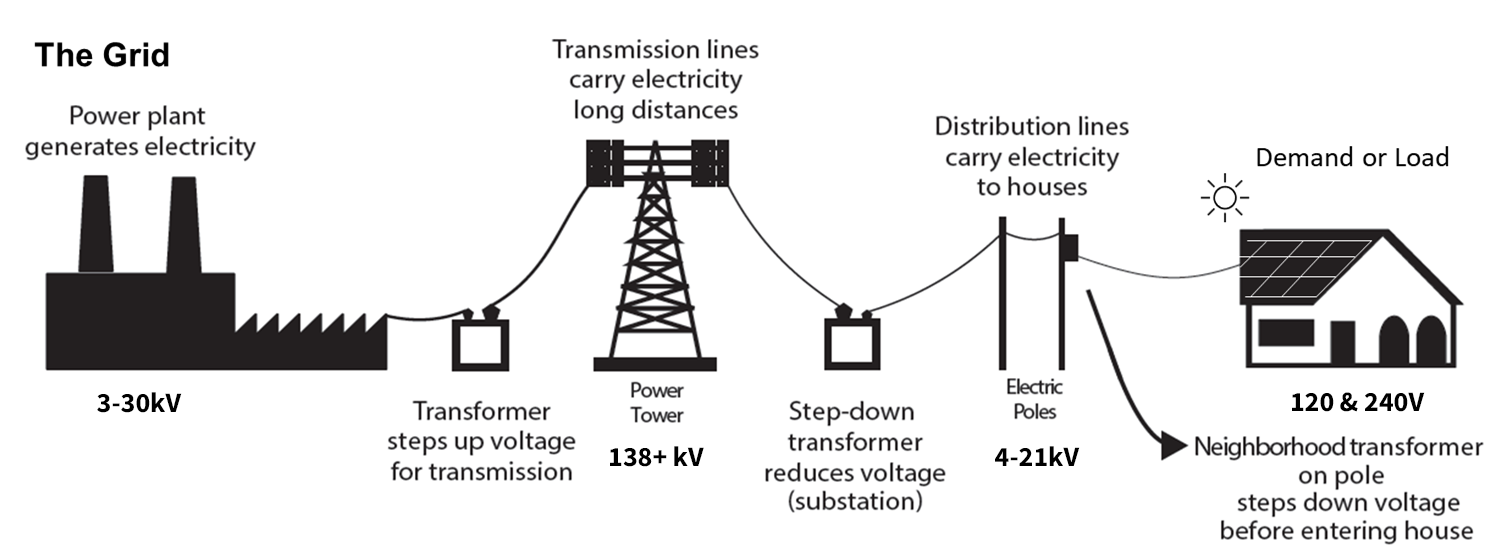 The Grid
Power plant
generates electricity
3-30kV
Transformer
steps up voltage
for transmission
Transmission lines
carry electricity
long distances
Power
Tower
138+ kV
Step-down
transformer
reduces voltage
(substation)
Distribution lines
carry electricity
to houses
Electric
Poles
4-21kV
Demand or Load
120 & 240V
Neighborhood transformer
on pole
steps down voltage
before entering house